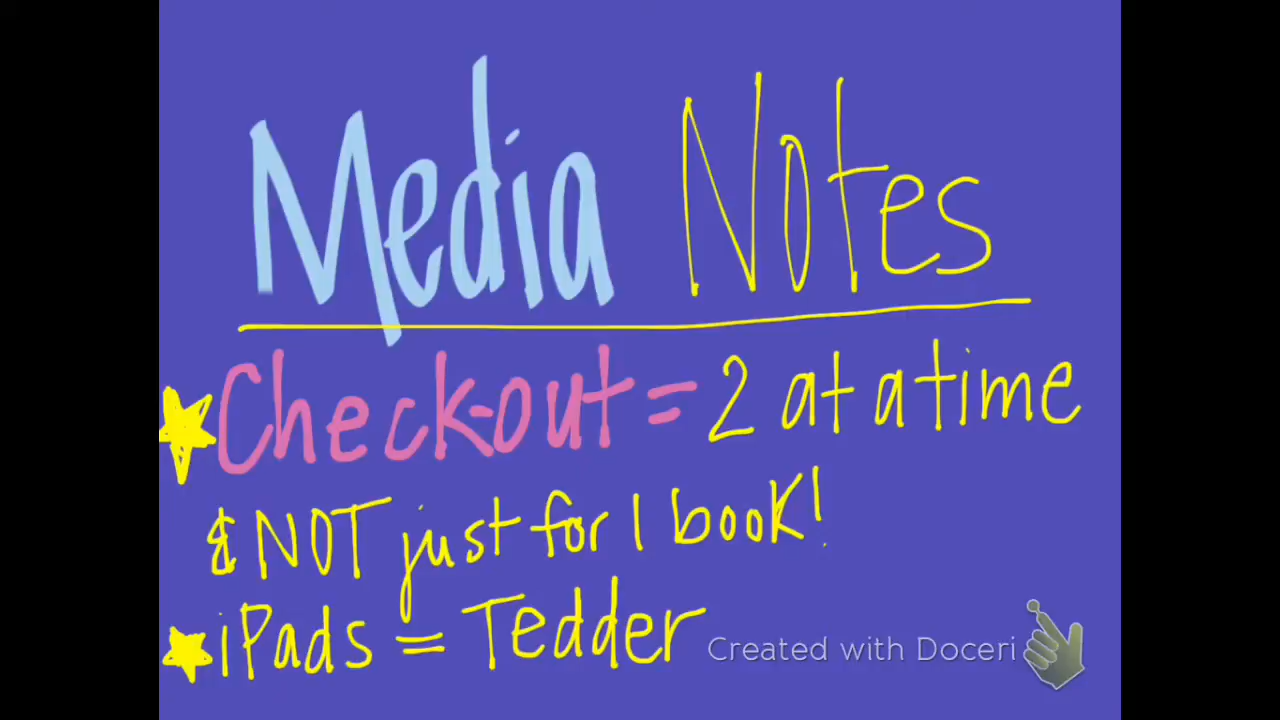 Media Notes
Check-out = 2 at a time
& NOT just for 1 book!
iPads = Tedder
Created with Doceri